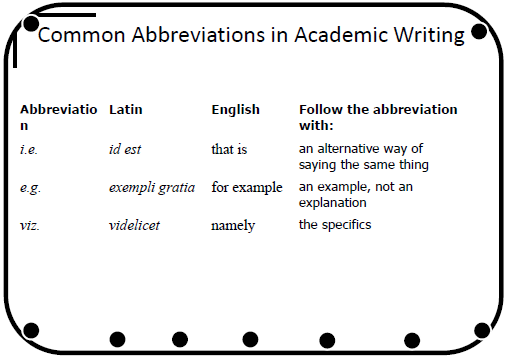 Common Abbreviations in Academic Writing
Abbreviatio Latin English Follow the abbreviation
n with:
i.e. id est that is an alternative way of
saying the same thing
e.g. exempli gratia for example an example, not an
explanation
viz. videlicet namely the specifics